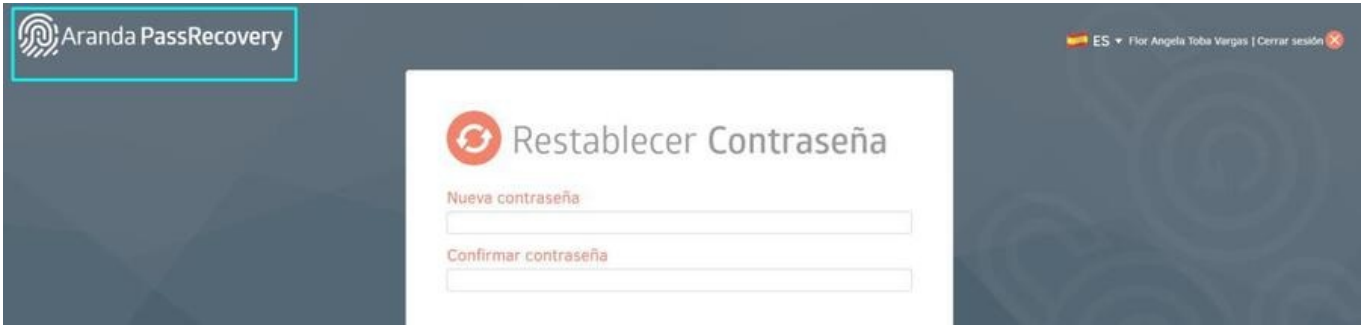 Aranda PassRecovery
ES Flor Angela Toba Vargas | Cerrar sesión
Restablecer Contraseña
Nueva contraseña
Confirmar contraseña